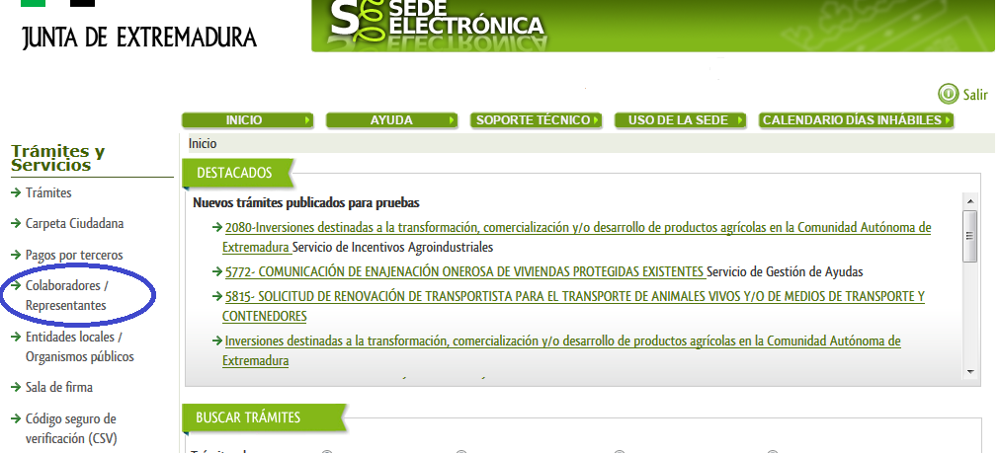 JUNTA DE EXTREMADURA
SEDE
ELECTRÓNICA
Salir
INICIO
AYUDA
SOPORTE TÉCNICO
USO DE LA SEDE
CALENDARIO DÍAS INHÁBILES
Trámites y
Servicios
Trámites
Carpeta Ciudadana
Pagos por terceros
Colaboradores /
Representantes
Entidades locales /
Organismos públicos
Sala de firma
Código seguro de
verificación (CSV)
Inicio
DESTACADOS
Nuevos trámites publicados para pruebas
2080-Inversiones destinadas a la transformación, comercialización y/o desarrollo de productos agrícolas en la Comunidad Autónoma de
Extremadura Servicio de Incentivos Agroindustriales
5772- COMUNICACIÓN DE ENAJENACIÓN ONEROSA DE VIVIENDAS PROTEGIDAS EXISTENTES Servicio de Gestión de Ayudas
5815- SOLICITUD DE RENOVACIÓN DE TRANSPORTISTA PARA EL TRANSPORTE DE ANIMALES VIVOS Y/O DE MEDIOS DE TRANSPORTE Y
CONTENEDORES
Inversiones destinadas a la transformación, comercialización y/o desarrollo de productos agrícolas en la Comunidad Autónoma de
Extremadura
BUSCAR TRÁMITES